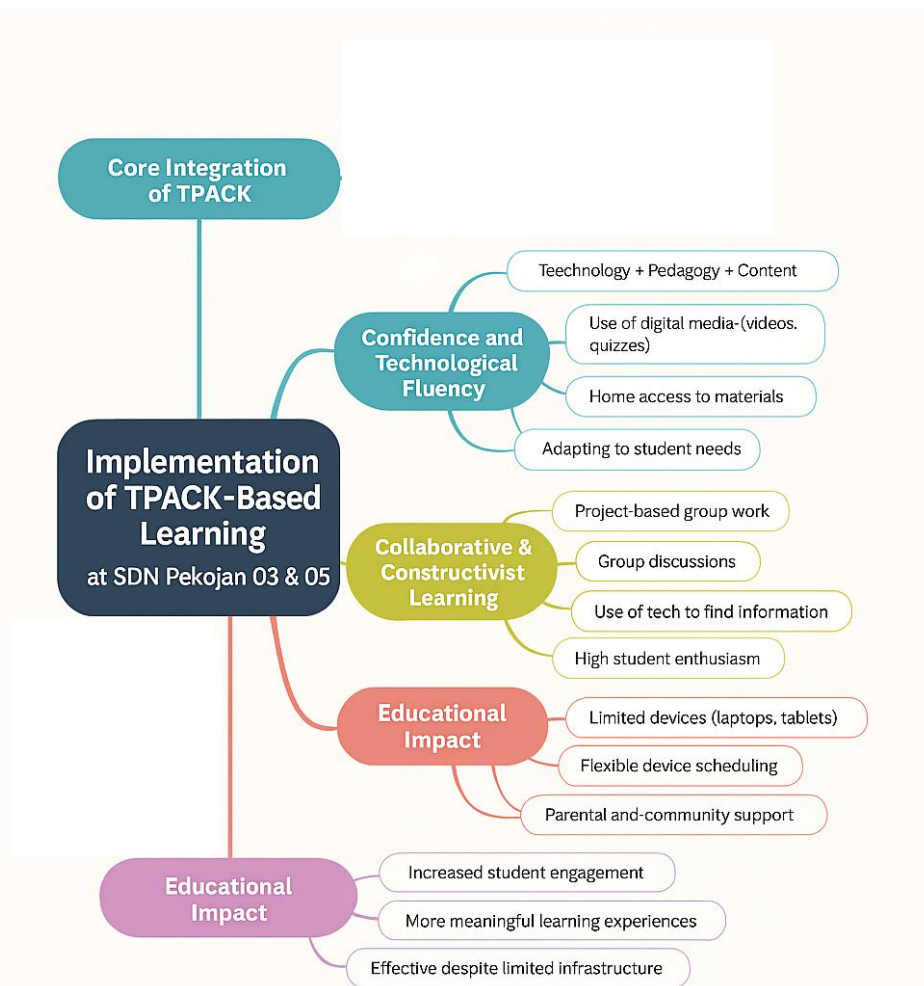 Core Integration
of TPACK
Teechnology + Pedagogy + Content
Confidence and
Technological
Fluency
Use of digital media-(videos.
quizzes)
Home access to materials
Adapting to student needs
Implementation
of TPACK-Based
Learning
at SDN Pekojan 03 & 05
Collaborative &
Constructivist
Learning
Project-based group work
Group discussions
Use of tech to find information
High student enthusiasm
Educational
Impact
Limited devices (laptops, tablets)
Flexible device scheduling
Parental and-community support
Educational
Impact
Increased student engagement
More meaningful learning experiences
Effective despite limited infrastructure